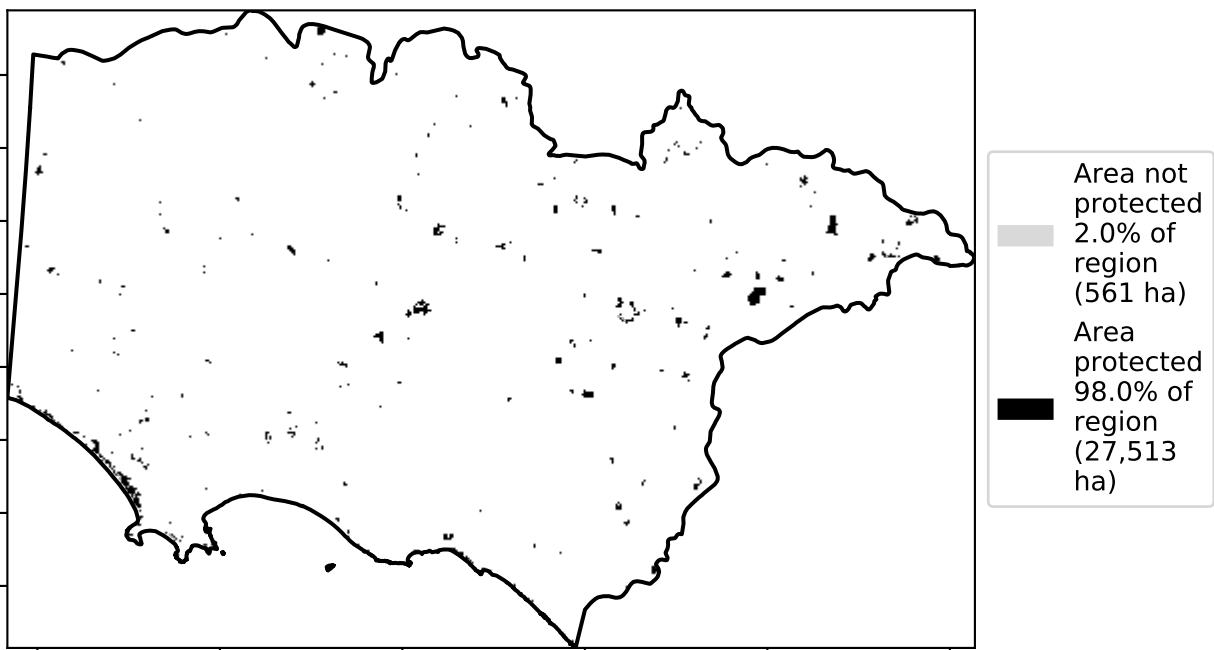 Area not
protected
2.0% of
region
(561 ha)
Area
protected
98.0% of
region
(27,513
ha)